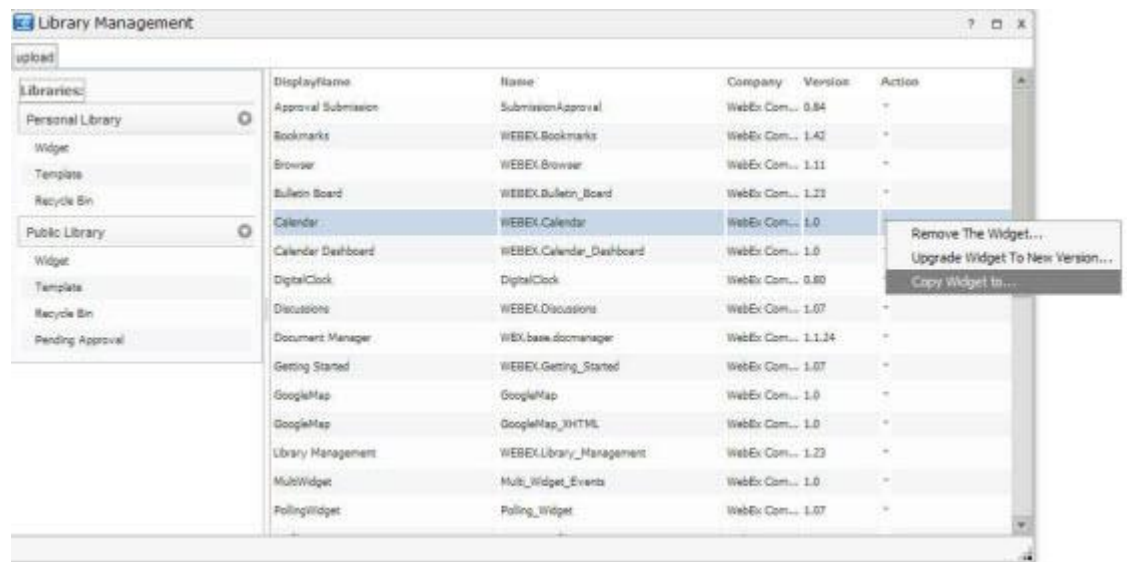 Library Management
upload
Libraries:
Personal Library
Widget
Template
Recycle Bin
Public Library
Widget
Template
Recycle Bin
Pending Approval
DisplayName Name Company Version Action
Approval Submission SubmissionApproval WebEx Com... 0.84
Bookmarks WEBEX.Bookmarks WebEx Com... 1.42
Browser WEBEX.Browser WebEx Com... 1.11
Bulletin Board WEBEX.Bulletin_Board WebEx Com... 1.23
Calendar WEBEX.Calendar WebEx Com... 1.0
Calendar Dashboard WEBEX.Calendar_Dashboard WebEx Com... 1.0
DigitalClock DigitalClock WebEx Com... 0.80
Discussions WEBEX.Discussions WebEx Com... 1.07
Document Manager WBX.base.docmanager WebEx Com... 1.1.24
Getting Started WEBEX.Getting_Started WebEx Com... 1.07
GoogleMap GoogleMap WebEx Com... 1.0
GoogleMap GoogleMap_XHTML WebEx Com... 1.0
Library Management WEBEX.Library_Management WebEx Com... 1.23
MultiWidget Multi_Widget_Events WebEx Com... 1.0
PollingWidget Polling_Widget WebEx Com... 1.07
Remove The Widget...
Upgrade Widget To New Version...
Copy Widget to...